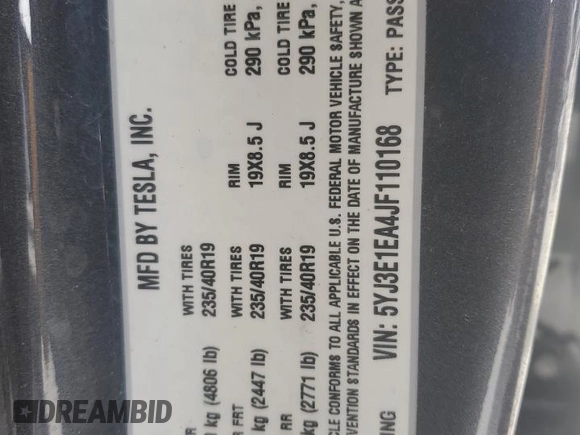 MFD BY TESLA, INC.
WITH TIRES RIM COLD TIRE
kg (4806 lb) 235/40R19 19X8.5 J 290 kPa,
FRT WITH TIRES RIM COLD TIRE
kg (2447 lb) 235/40R19 19X8.5 J 290 kPa,
RR WITH TIRES
kg (2771 lb) 235/40R19
CONFORMS TO ALL APPLICABLE U.S. FEDERAL MOTOR VEHICLE SAFETY,
STANDARDS IN EFFECT ON THE DATE OF MANUFACTURE SHOWN
VIN: 5YJ3E1EA4JF110168 TYPE: PASS
DREAMBID